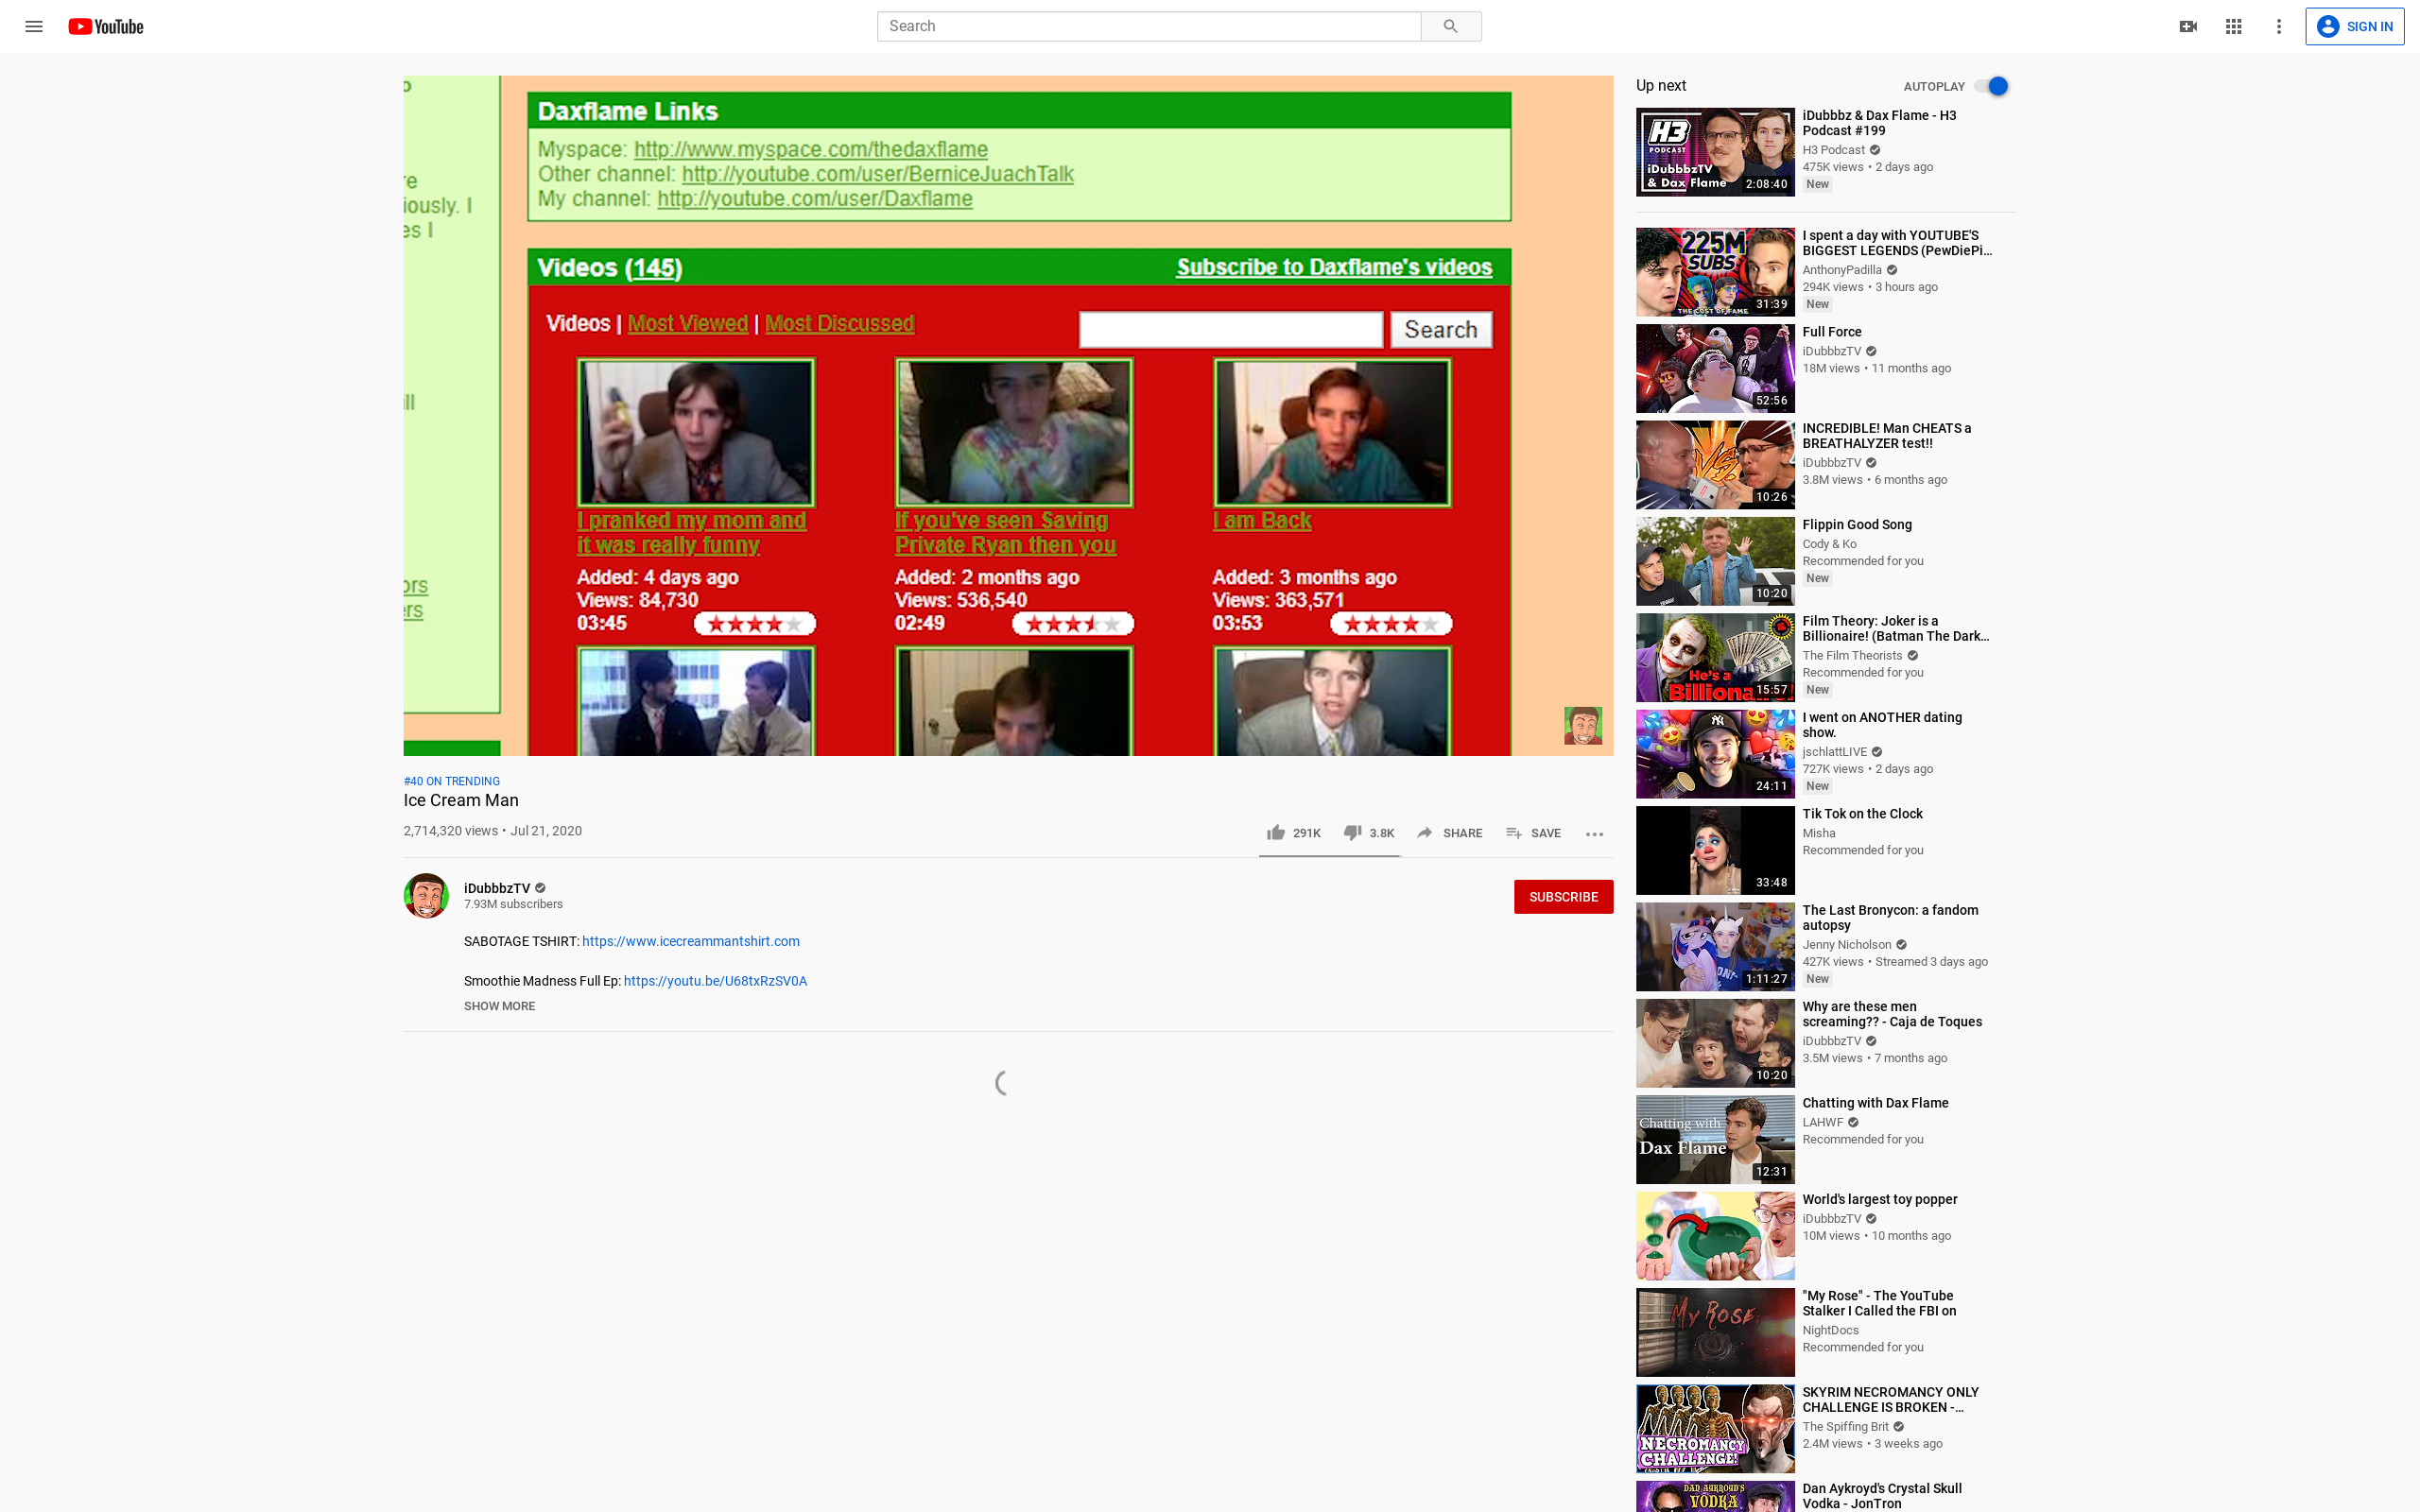 YouTube
Search
SIGN IN
o
re
iously. I
es I
ill
ors
ers
Daxflame Links
Myspace: http://www.myspace.com/thedaxflame
Other channel: http://youtube.com/user/BerniceJuachTalk
My channel: http://youtube.com/user/Daxflame
Videos (145)
Subscribe to Daxflame's videos
Videos | Most Viewed | Most Discussed
Search
I pranked my mom and
it was really funny
Added: 4 days ago
Views: 84,730
03:45
If you've seen Saving
Private Ryan then you
Added: 2 months ago
Views: 536,540
02:49
I am Back
Added: 3 months ago
Views: 363,571
03:53
#40 ON TRENDING
Ice Cream Man
2,714,320 views • Jul 21, 2020
291K
3.8K
SHARE
SAVE
iDubbbzTV
7.93M subscribers
SUBSCRIBE
SABOTAGE TSHIRT: https://www.icecreammantshirt.com
Smoothie Madness Full Ep: https://youtu.be/U68txRzSV0A
SHOW MORE
Up next
AUTOPLAY
H3
PODCAST
iDubbbzTV
& Dax Flame
2:08:40
iDubbbz & Dax Flame - H3
Podcast #199
H3 Podcast
475K views • 2 days ago
New
225M
SUBS
THE COST OF FAME
31:39
I spent a day with YOUTUBE'S
BIGGEST LEGENDS (PewDiePi...
AnthonyPadilla
294K views • 3 hours ago
New
52:56
Full Force
iDubbbzTV
18M views • 11 months ago
VS
10:26
INCREDIBLE! Man CHEATS a
BREATHALYZER test!!
iDubbbzTV
3.8M views • 6 months ago
10:20
Flippin Good Song
Cody & Ko
Recommended for you
New
He's a
Billionaire!
15:57
Film Theory: Joker is a
Billionaire! (Batman The Dark...
The Film Theorists
Recommended for you
New
24:11
I went on ANOTHER dating
show.
jschlattLIVE
727K views • 2 days ago
New
33:48
Tik Tok on the Clock
Misha
Recommended for you
1:11:27
The Last Bronycon: a fandom
autopsy
Jenny Nicholson
427K views • Streamed 3 days ago
New
10:20
Why are these men
screaming?? - Caja de Toques
iDubbbzTV
3.5M views • 7 months ago
Chatting with
Dax Flame
12:31
Chatting with Dax Flame
LAHWF
Recommended for you
World's largest toy popper
iDubbbzTV
10M views • 10 months ago
My Rose
"My Rose" - The YouTube
Stalker I Called the FBI on
NightDocs
Recommended for you
NECROMANCY
CHALLENGE!
SKYRIM NECROMANCY ONLY
CHALLENGE IS BROKEN -...
The Spiffing Brit
2.4M views • 3 weeks ago
DAN AYKROYD'S
VODKA
Dan Aykroyd's Crystal Skull
Vodka - JonTron